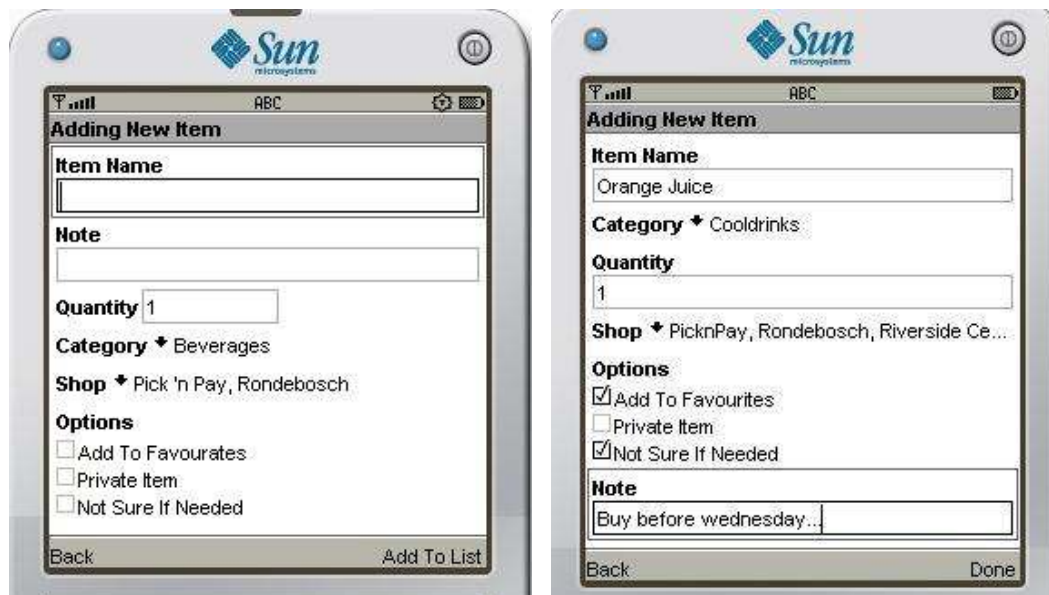 Sun
microsystems
ABC
Adding New Item
Item Name
Note
Quantity 1
Category Beverages
Shop Pick 'n Pay, Rondebosch
Options
Add To Favourates
Private Item
Not Sure If Needed
Back Add To List
Sun
microsystems
ABC
Adding New Item
Item Name
Orange Juice
Category Cooldrinks
Quantity
1
Shop PicknPay, Rondebosch, Riverside Ce...
Options
Add To Favourites
Private Item
Not Sure If Needed
Note
Buy before wednesday...
Back Done